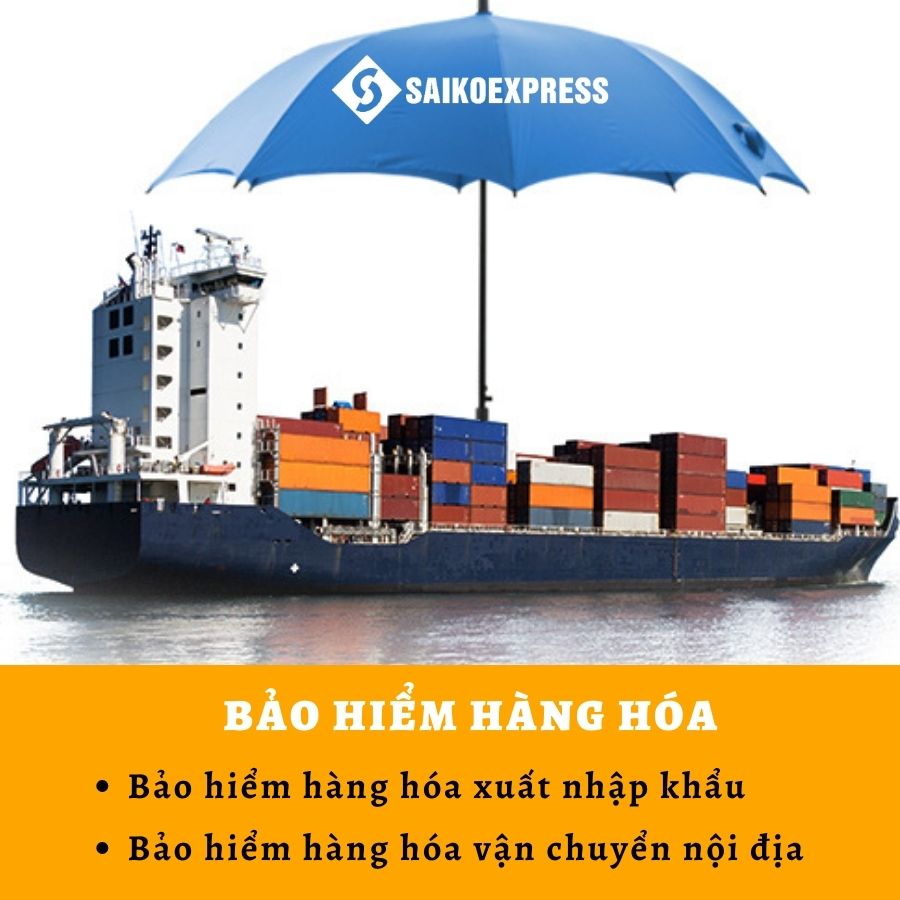 SAIKOEXPRESS
BẢO HIỂM HÀNG HÓA
• Bảo hiểm hàng hóa xuất nhập khẩu
• Bảo hiểm hàng hóa vận chuyển nội địa